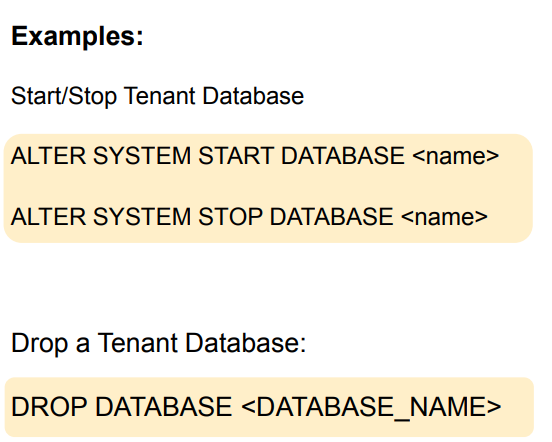 Examples:
Start/Stop Tenant Database
ALTER SYSTEM START DATABASE <name>
ALTER SYSTEM STOP DATABASE <name>
Drop a Tenant Database:
DROP DATABASE <DATABASE_NAME>